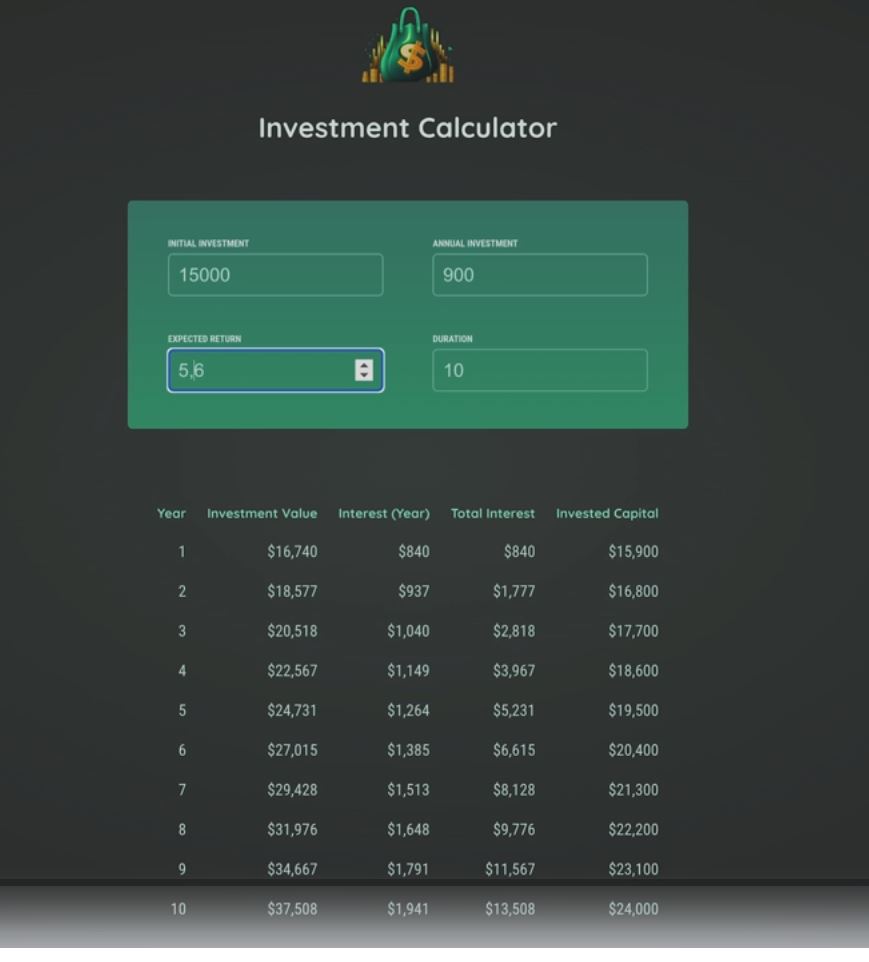 $
Investment Calculator
INITIAL INVESTMENT ANNUAL INVESTMENT
15000 900
EXPECTED RETURN DURATION
5,6 10
Year Investment Value Interest (Year) Total Interest Invested Capital
1 $16,740 $840 $840 $15,900
2 $18,577 $937 $1,777 $16,800
3 $20,518 $1,040 $2,818 $17,700
4 $22,567 $1,149 $3,967 $18,600
5 $24,731 $1,264 $5,231 $19,500
6 $27,015 $1,385 $6,615 $20,400
7 $29,428 $1,513 $8,128 $21,300
8 $31,976 $1,648 $9,776 $22,200
9 $34,667 $1,791 $11,567 $23,100
10 $37,508 $1,941 $13,508 $24,000